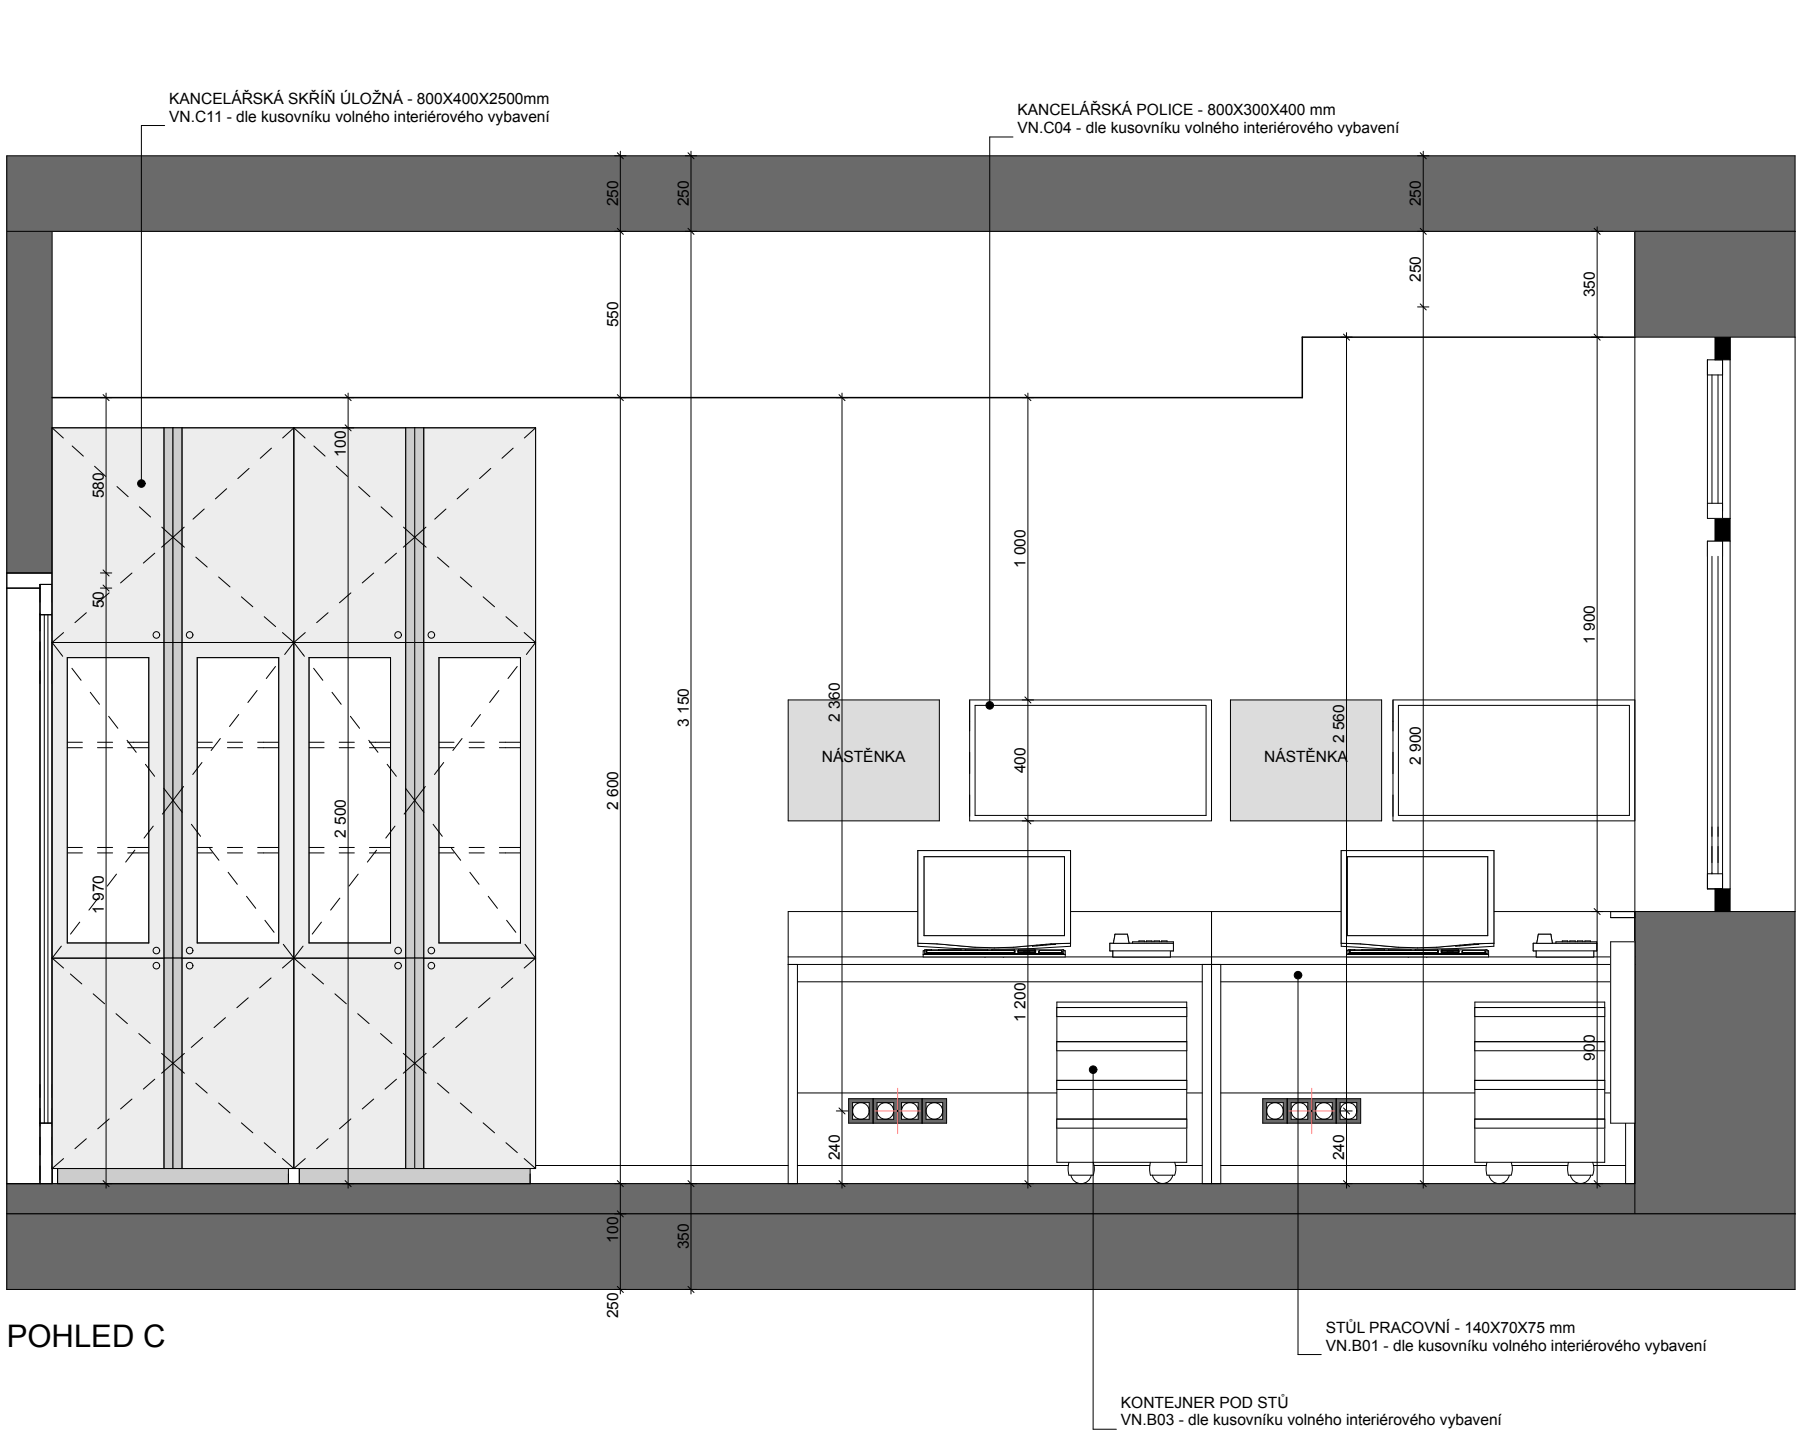 KANCELÁŘSKÁ SKŘÍŇ ÚLOŽNÁ - 800X400X2500mm
VN.C11 - dle kusovníku volného interiérového vybavení
KANCELÁŘSKÁ POLICE - 800X300X400 mm
VN.C04 - dle kusovníku volného interiérového vybavení
250
250
250
550
250
350
580
100
50
1 000
1 900
2 360
3 150
2 560
2 900
NÁSTĚNKA
400
NÁSTĚNKA
2 600
2 500
1 970
1 200
900
240
240
100
350
250
POHLED C
STŮL PRACOVNÍ - 140X70X75 mm
VN.B01 - dle kusovníku volného interiérového vybavení
KONTEJNER POD STŮ
VN.B03 - dle kusovníku volného interiérového vybavení